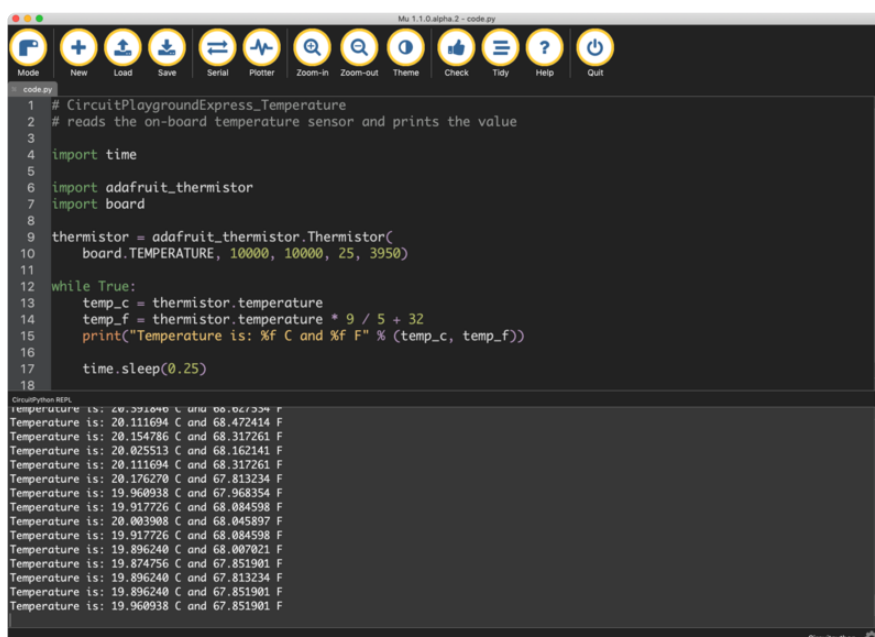 Mu 1.1.0.alpha.2 - code.py
Mode New Load Save Serial Plotter Zoom-in Zoom-out Theme Check Tidy Help Quit
code.py
1 # CircuitPlaygroundExpress_Temperature
2 # reads the on-board temperature sensor and prints the value
3
4 import time
5
6 import adafruit_thermistor
7 import board
8
9 thermistor = adafruit_thermistor.Thermistor(
10 board.TEMPERATURE, 10000, 10000, 25, 3950)
11
12 while True:
13 temp_c = thermistor.temperature
14 temp_f = thermistor.temperature * 9 / 5 + 32
15 print("Temperature is: %f C and %f F" % (temp_c, temp_f))
16
17 time.sleep(0.25)
18
CircuitPython REPL
Temperature is: 20.391846 C and 68.627534 F
Temperature is: 20.111694 C and 68.472414 F
Temperature is: 20.154786 C and 68.317261 F
Temperature is: 20.025513 C and 68.162141 F
Temperature is: 20.111694 C and 68.317261 F
Temperature is: 20.176270 C and 67.813234 F
Temperature is: 19.960938 C and 67.968354 F
Temperature is: 19.917726 C and 68.084598 F
Temperature is: 20.003908 C and 68.045897 F
Temperature is: 19.917726 C and 68.084598 F
Temperature is: 19.896240 C and 68.007021 F
Temperature is: 19.874756 C and 67.851901 F
Temperature is: 19.896240 C and 67.813234 F
Temperature is: 19.896240 C and 67.851901 F
Temperature is: 19.960938 C and 67.851901 F